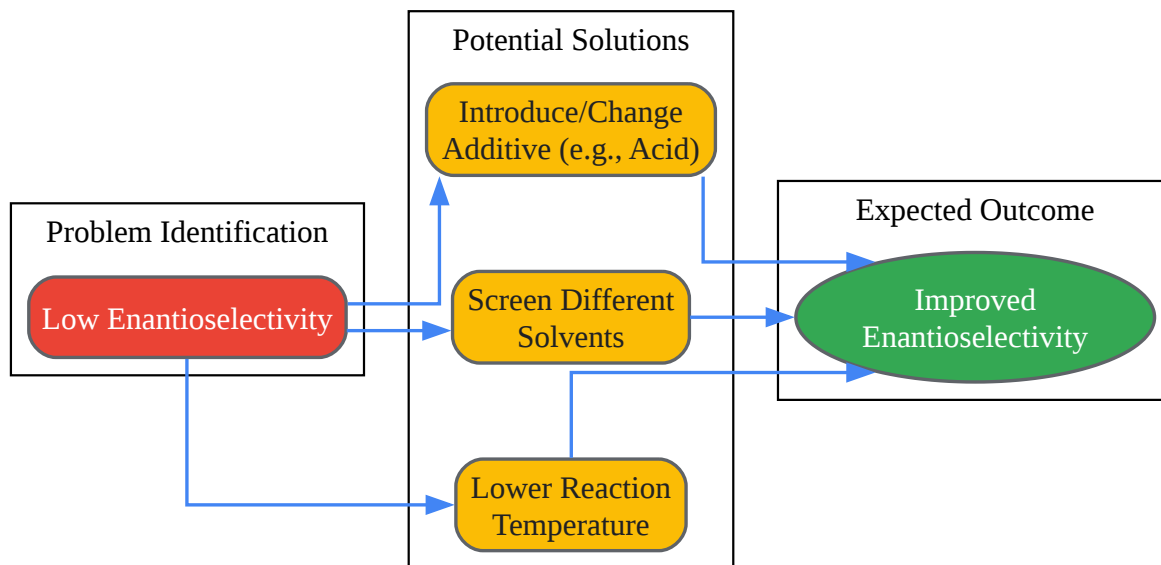 Problem Identification
Low Enantioselectivity
Potential Solutions
Introduce/Change
Additive (e.g., Acid)
Screen Different
Solvents
Lower Reaction
Temperature
Expected Outcome
Improved
Enantioselectivity